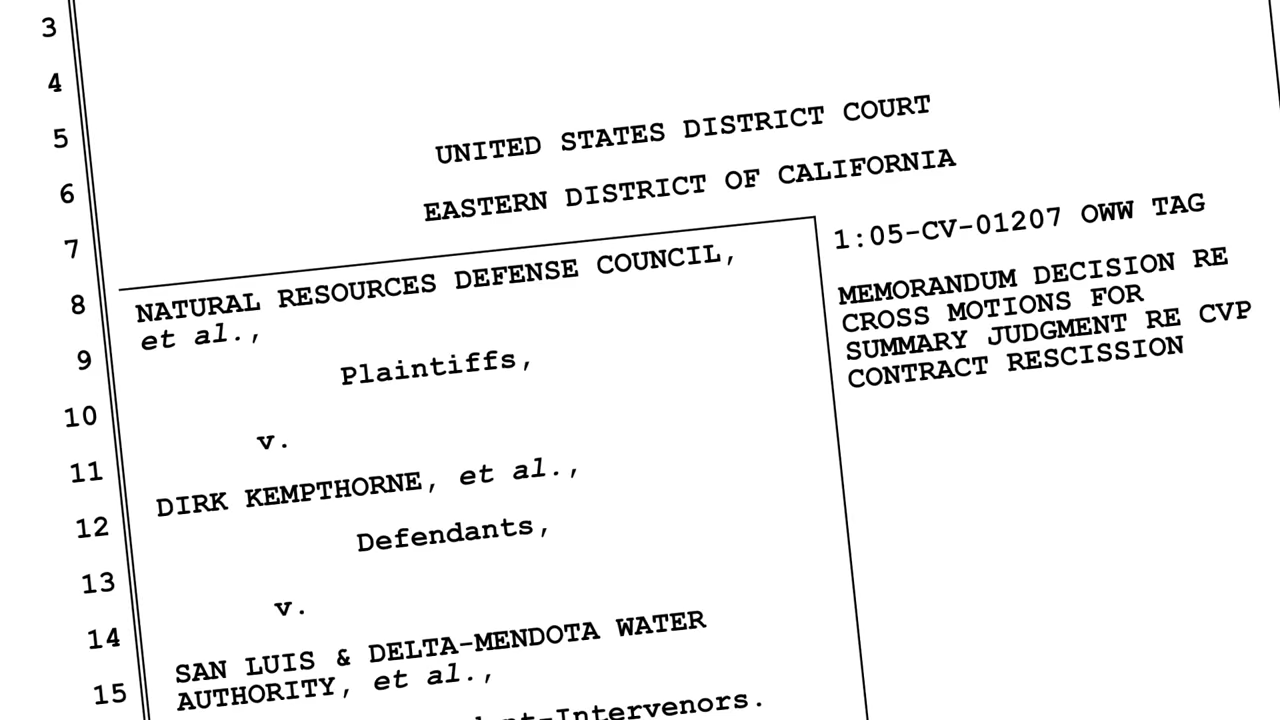 3
4
5
UNITED STATES DISTRICT COURT
6
EASTERN DISTRICT OF CALIFORNIA
7
8
NATURAL RESOURCES DEFENSE COUNCIL,
et al.,
9
Plaintiffs,
10
v.
11
DIRK KEMPTHORNE, et al.,
12
Defendants,
13
v.
14
SAN LUIS & DELTA-MENDOTA WATER
15
AUTHORITY, et al.,
-Intervenors.
1:05-CV-01207 OWW TAG
MEMORANDUM DECISION RE
CROSS MOTIONS FOR
SUMMARY JUDGMENT RE CVP
CONTRACT RESCISSION